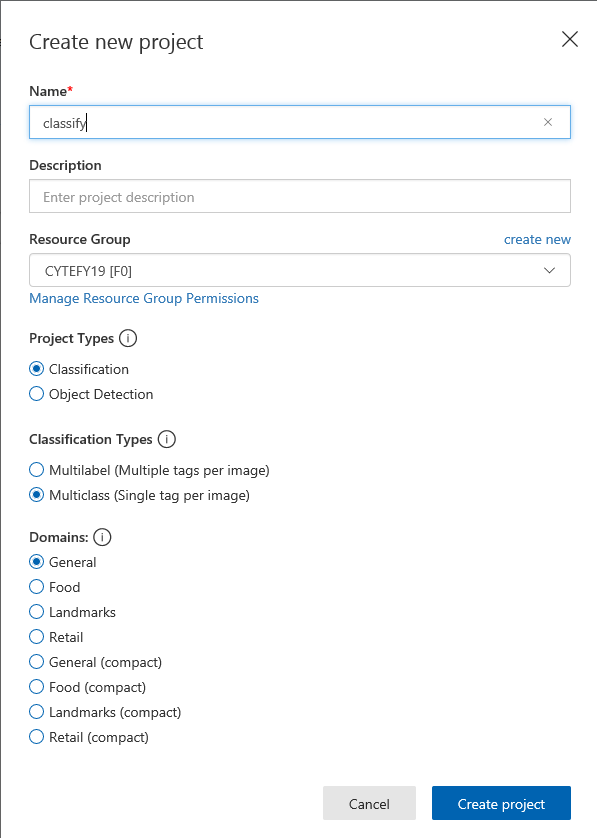 Create new project
Name*
classify
Description
Enter project description
Resource Group create new
CYTEFY19 [F0]
Manage Resource Group Permissions
Project Types
Classification
Object Detection
Classification Types
Multilabel (Multiple tags per image)
Multiclass (Single tag per image)
Domains:
General
Food
Landmarks
Retail
General (compact)
Food (compact)
Landmarks (compact)
Retail (compact)
Cancel Create project